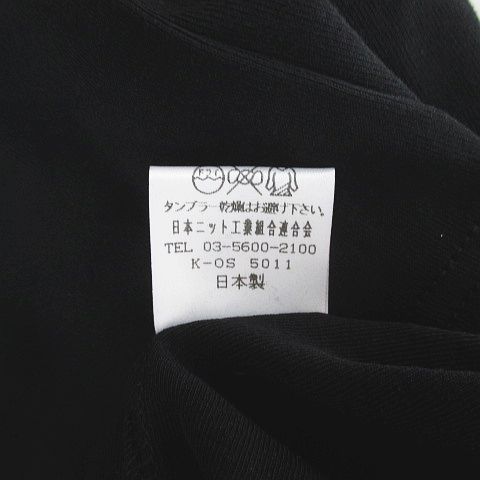 タンブラー乾燥はお避け下さい。
日本ニット工業組合連合会
TEL 03-5600-2100
K-OS 5011
日本製